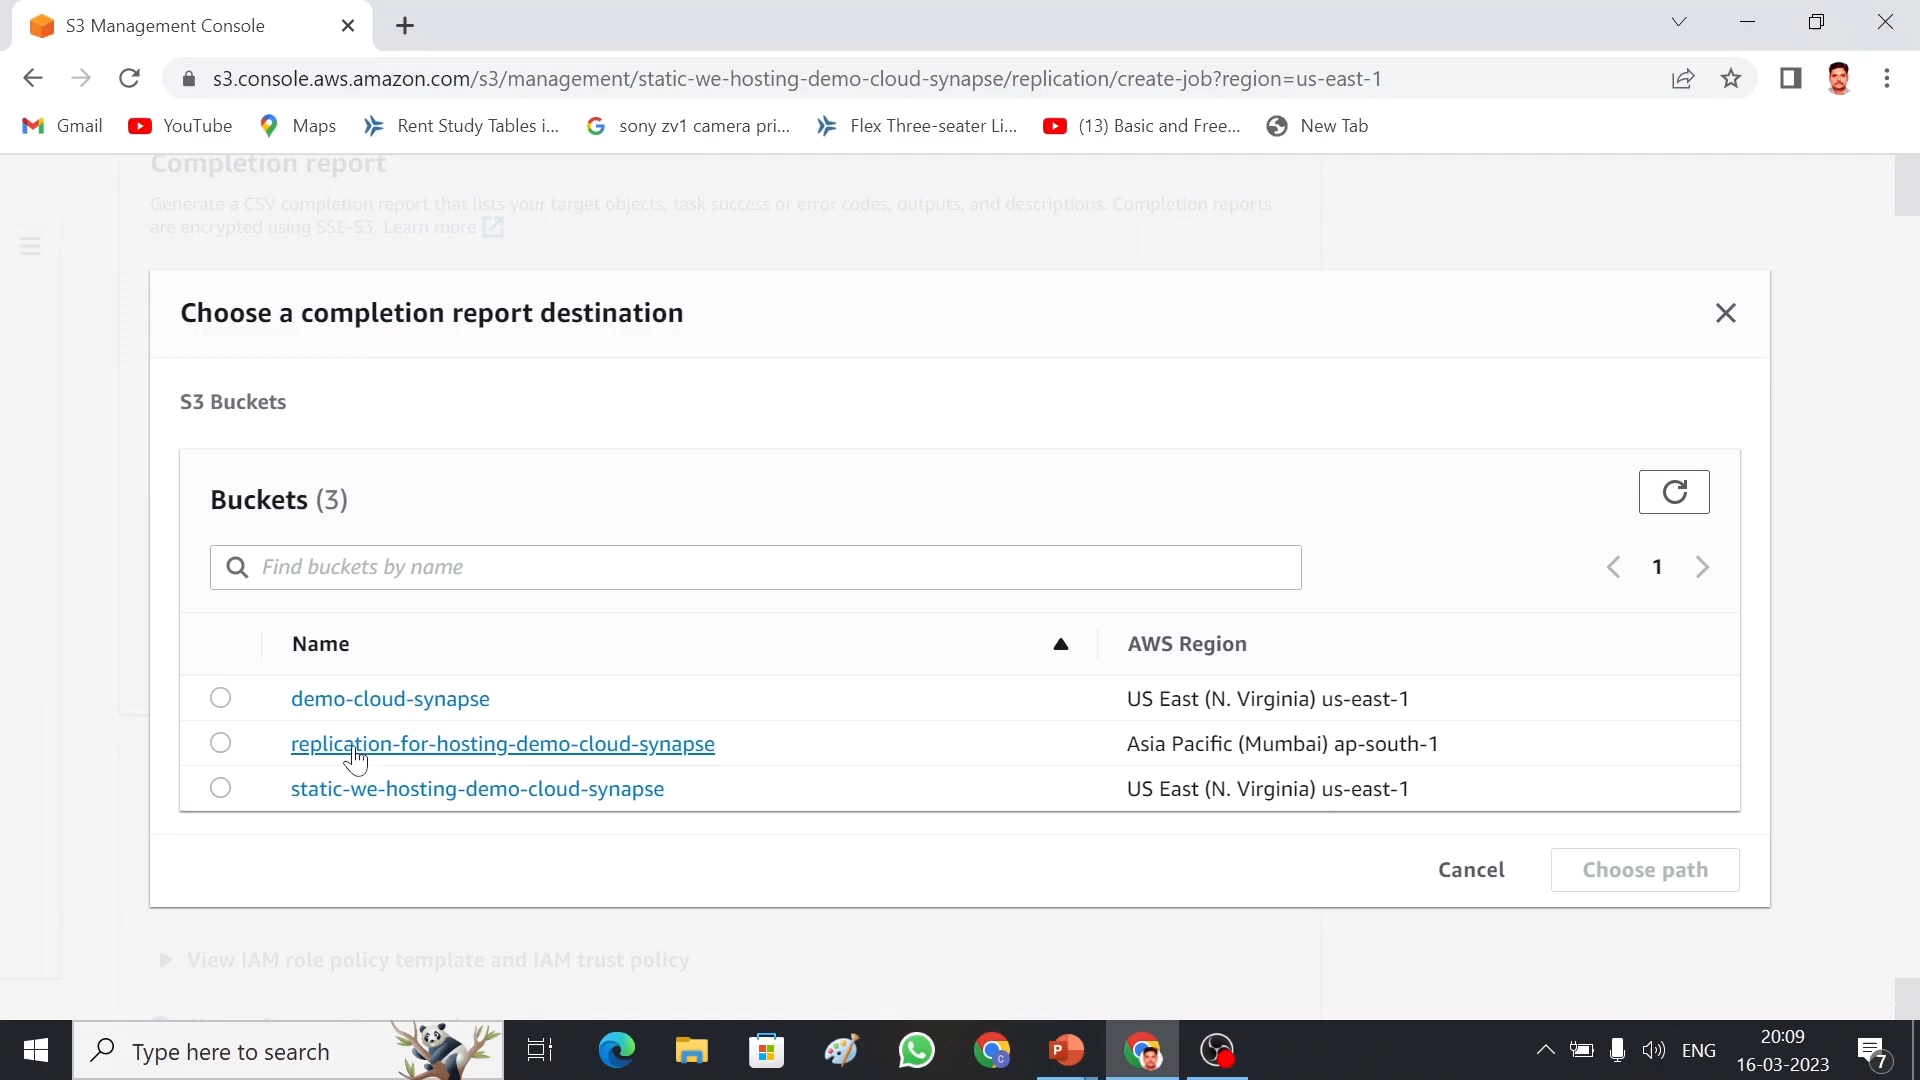 S3 Management Console
s3.console.aws.amazon.com/s3/management/static-we-hosting-demo-cloud-synapse/replication/create-job?region=us-east-1
Gmail YouTube Maps Rent Study Tables i... sony zv1 camera pri... Flex Three-seater Li... (13) Basic and Free... New Tab
Completion report
Generate a CSV completion report that lists your target objects, task success or error codes, outputs, and descriptions. Completion reports
are encrypted using SSE-S3. Learn more
Choose a completion report destination
S3 Buckets
Buckets (3)
Find buckets by name
1
Name AWS Region
demo-cloud-synapse US East (N. Virginia) us-east-1
replication-for-hosting-demo-cloud-synapse Asia Pacific (Mumbai) ap-south-1
static-we-hosting-demo-cloud-synapse US East (N. Virginia) us-east-1
Cancel Choose path
View IAM role policy template and IAM trust policy
Type here to search
ENG
20:09
16-03-2023
7